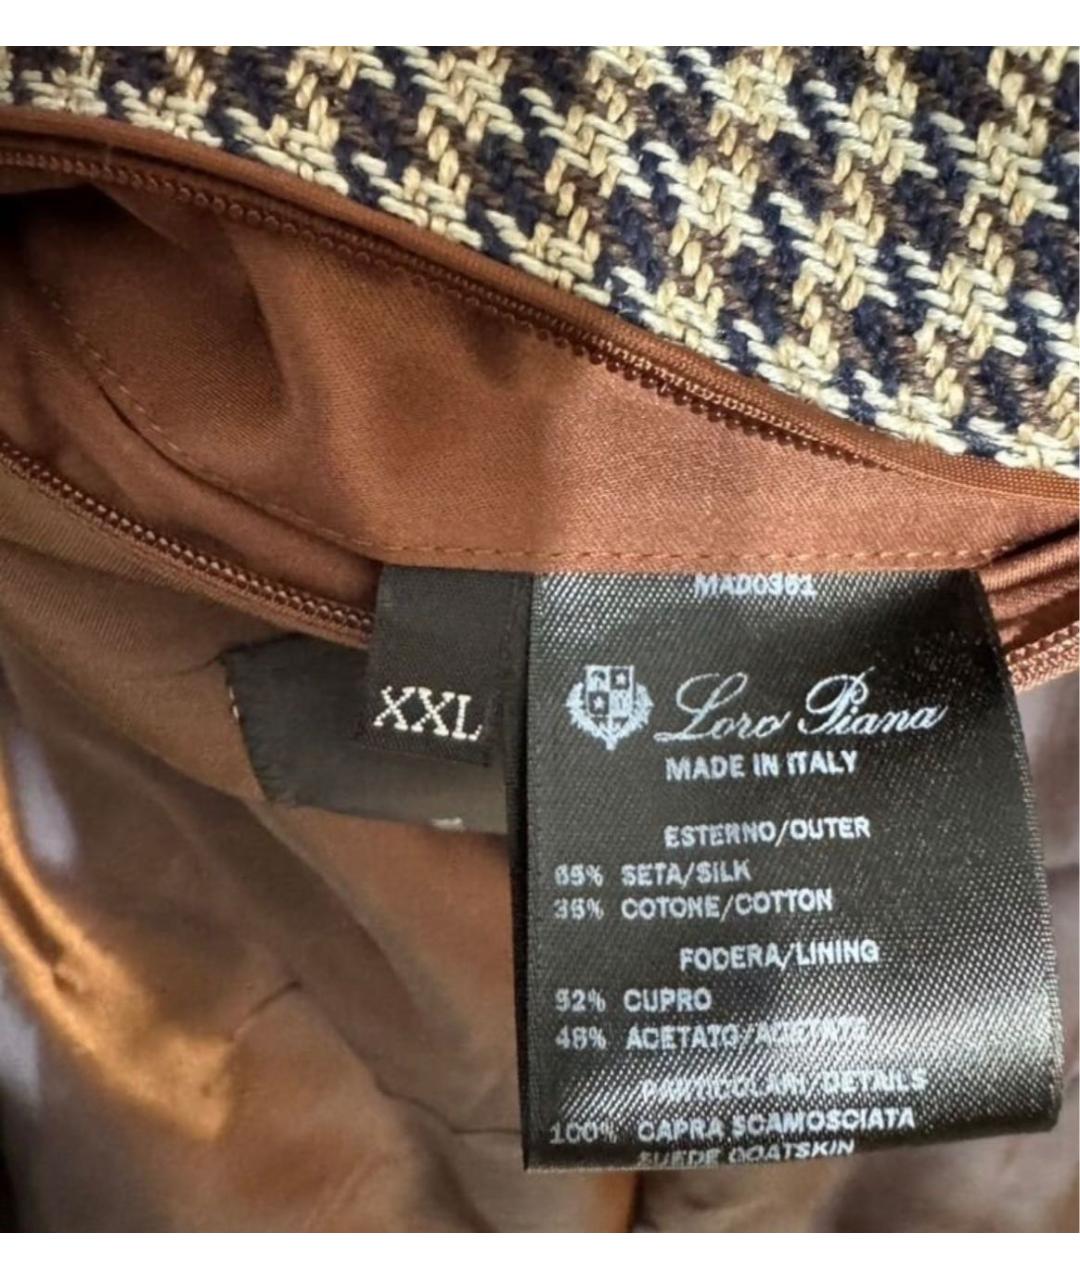 MAD0361
XXL
Loro Piana
MADE IN ITALY
ESTERNO/OUTER
65% SETA/SILK
35% COTONE/COTTON
FODERA/LINING
52% CUPRO
48% ACETATO/ACETATE
PARTICOLARI/DETAILS
100% CAPRA SCAMOSCIATA
SUEDE GOATSKIN